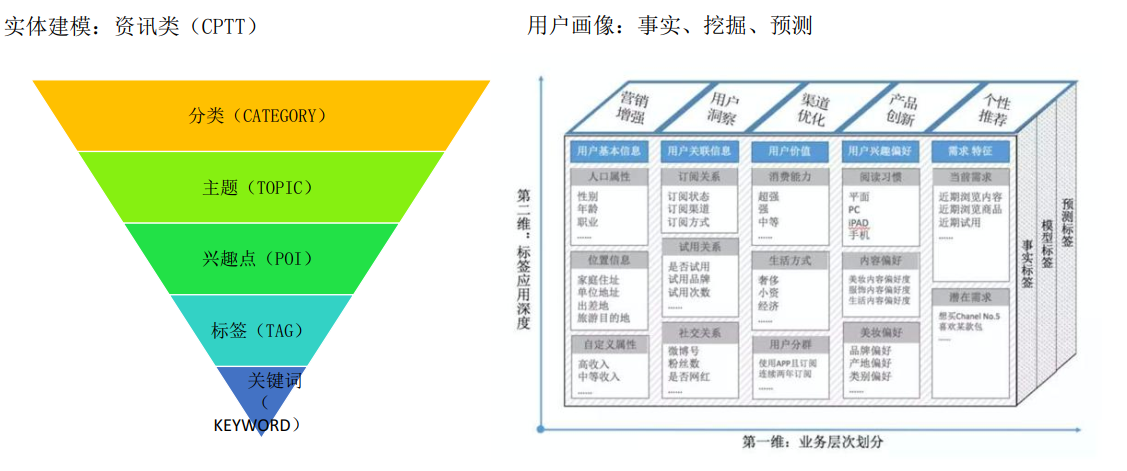 实体建模：资讯类（CPTT）
分类（CATEGORY）
主题（TOPIC）
兴趣点（POI）
标签（TAG）
关键词
（
KEYWORD）
用户画像：事实、挖掘、预测
营销
增强
用户
洞察
渠道
优化
产品
创新
个性
推荐
用户基本信息
人口属性
性别
年龄
职业
......
位置信息
家庭住址
单位地址
出差地
旅游目的地
自定义属性
高收入
中等收入
......
用户关联信息
订阅关系
订阅状态
订阅渠道
订阅方式
......
试用关系
是否试用
试用品牌
试用次数
......
社交关系
微博号
粉丝数
是否网红
......
用户价值
消费能力
超强
强
中等
......
生活方式
奢侈
小资
经济
......
用户分群
使用APP且订阅
连续两年订阅
......
用户兴趣偏好
阅读习惯
平面
PC
iPAD
手机
内容偏好
美妆内容偏好度
服饰内容偏好度
生活内容偏好度
美妆偏好
品牌偏好
产地偏好
类别偏好
......
需求 特征
当前需求
近期浏览内容
近期浏览商品
近期试用
......
潜在需求
想买Chanel No.5
喜欢某款包
......
事实标签
模型标签
预测标签
第二维：标签应用深度
第一维：业务层次划分